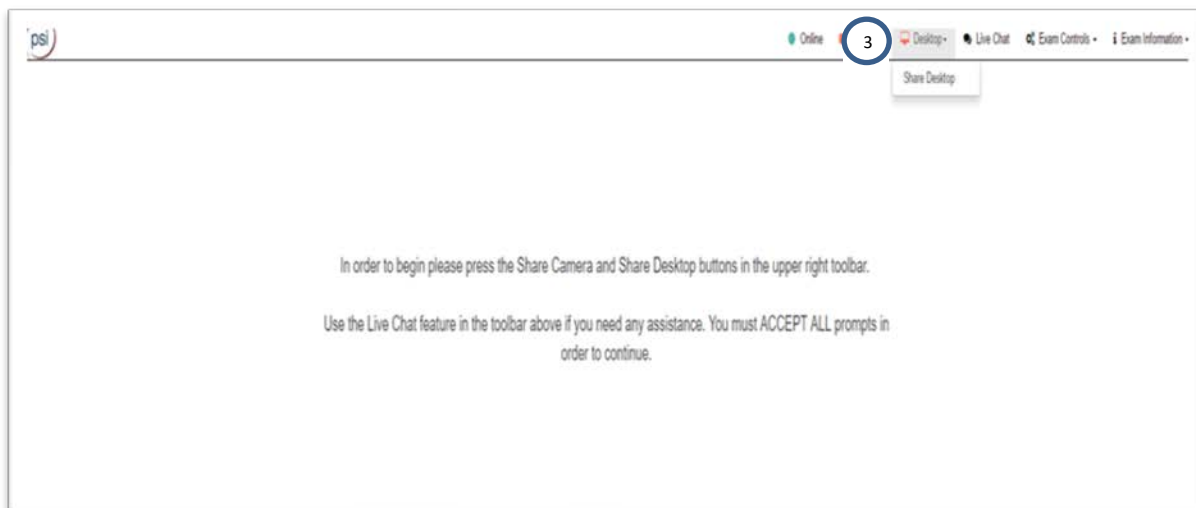 psi
Online 3 Desktop Live Chat Exam Controls i Exam Information
Share Desktop
In order to begin please press the Share Camera and Share Desktop buttons in the upper right toolbar.
Use the Live Chat feature in the toolbar above if you need any assistance. You must ACCEPT ALL prompts in
order to continue.